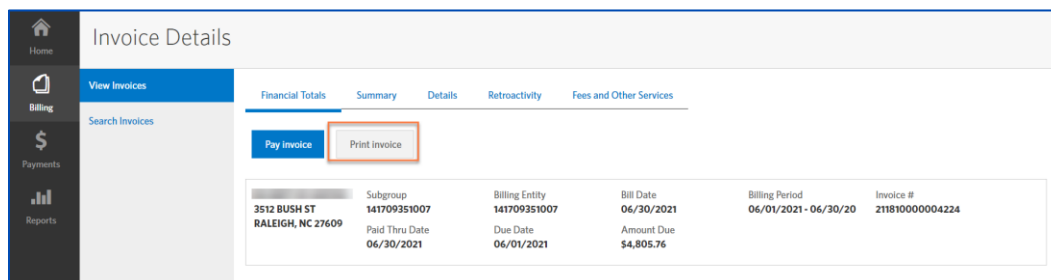 Home
Billing
Payments
Reports
Invoice Details
View Invoices
Search Invoices
Financial Totals Summary Details Retroactivity Fees and Other Services
Pay invoice Print invoice
3512 BUSH ST
RALEIGH, NC 27609
Subgroup
141709351007
Paid Thru Date
06/30/2021
Billing Entity
141709351007
Due Date
06/01/2021
Bill Date
06/30/2021
Amount Due
$4,805.76
Billing Period
06/01/2021 - 06/30/20
Invoice #
211810000004224